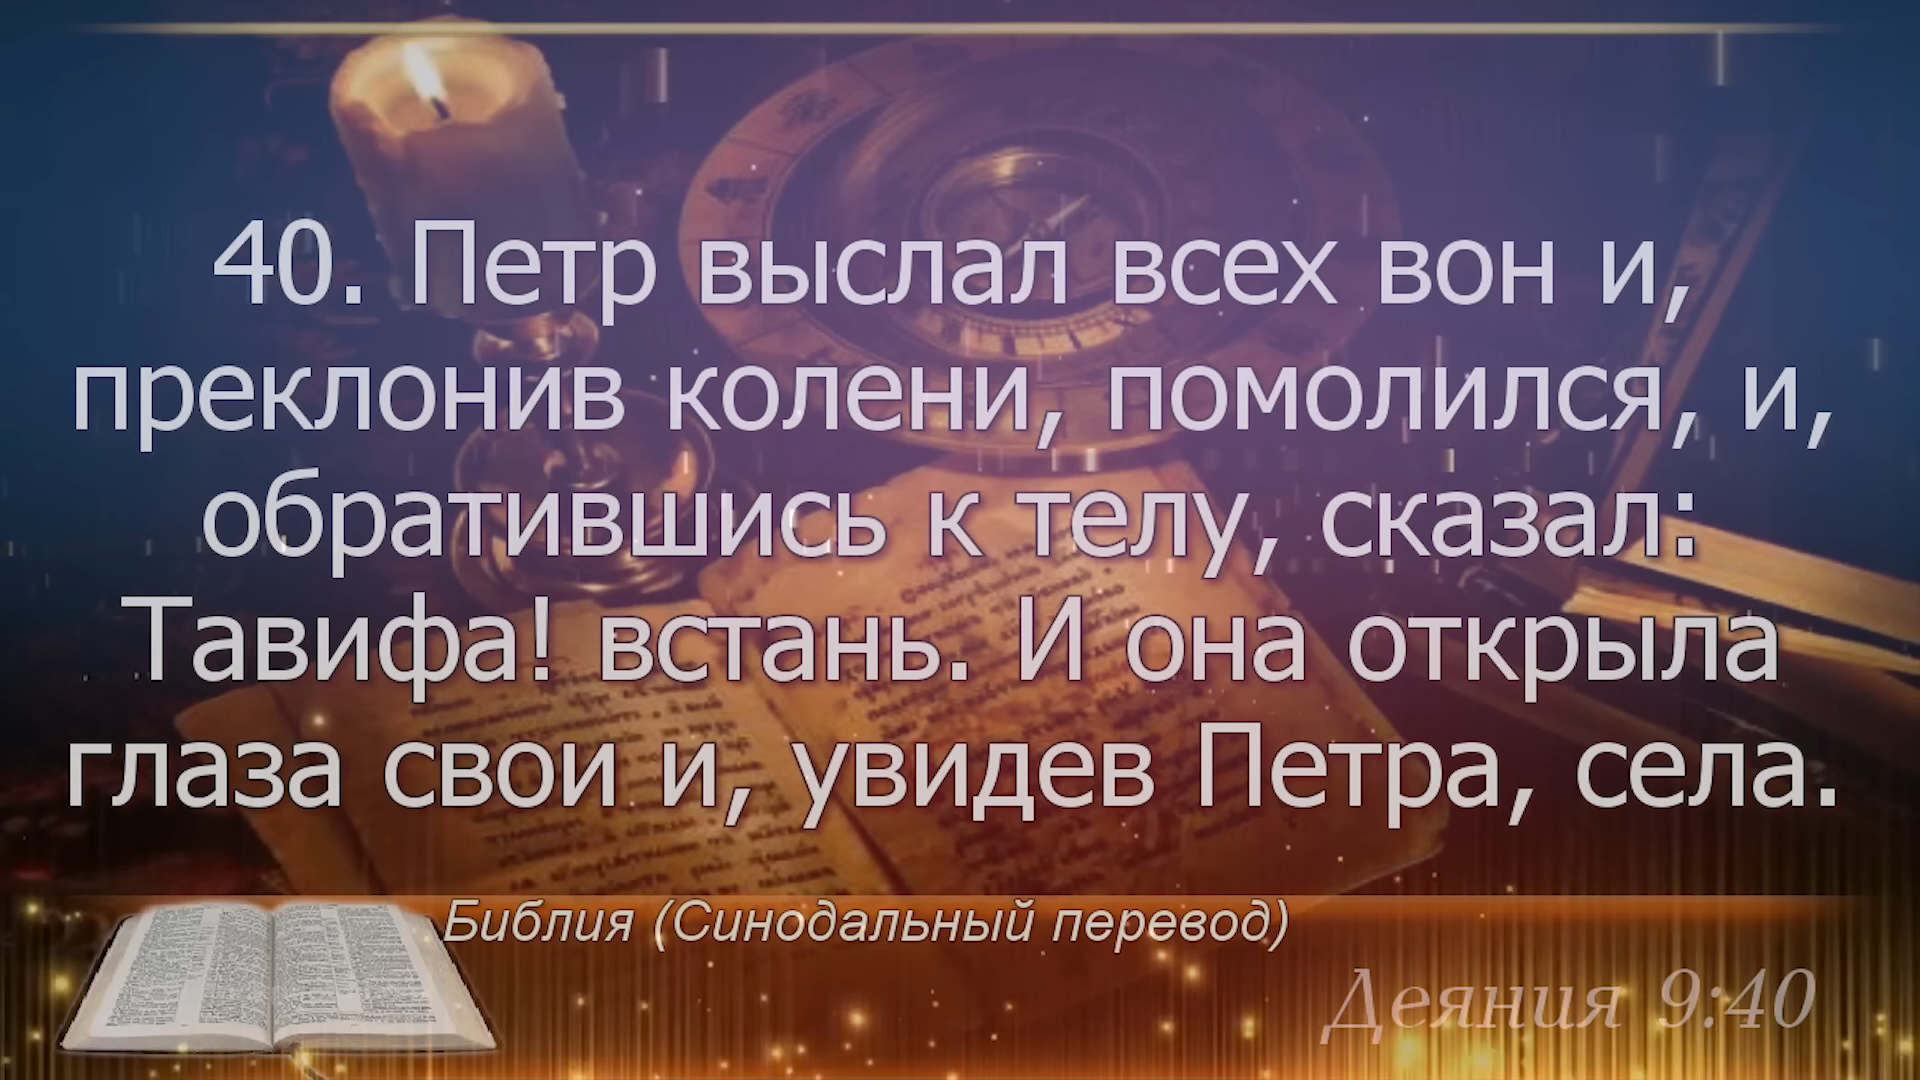 40. Петр выслал всех вон и,
преклонив колени, помолился, и,
обратившись к телу, сказал:
Тавифа! встань. И она открыла
глаза свои и, увидев Петра, села.
Библия (Синодальный перевод)
Деяния 9:40